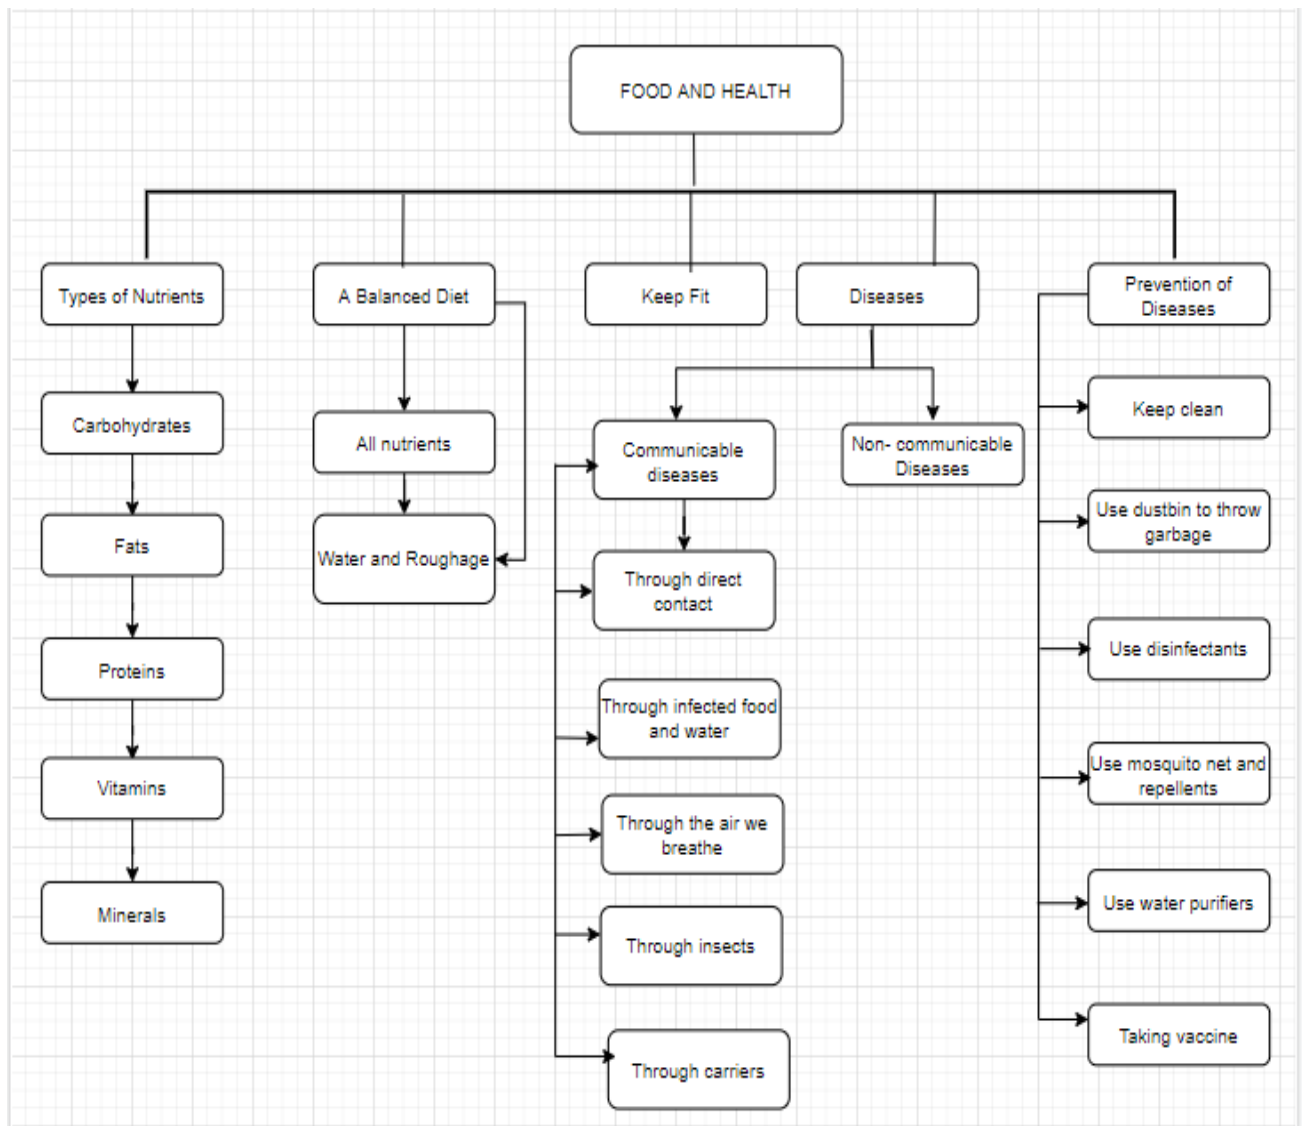 FOOD AND HEALTH
Types of Nutrients
A Balanced Diet
Keep Fit
Diseases
Prevention of
Diseases
Carbohydrates
Fats
Proteins
Vitamins
Minerals
All nutrients
Water and Roughage
Communicable
diseases
Non- communicable
Diseases
Through direct
contact
Through infected food
and water
Through the air we
breathe
Through insects
Through carriers
Keep clean
Use dustbin to throw
garbage
Use disinfectants
Use mosquito net and
repellents
Use water purifiers
Taking vaccine